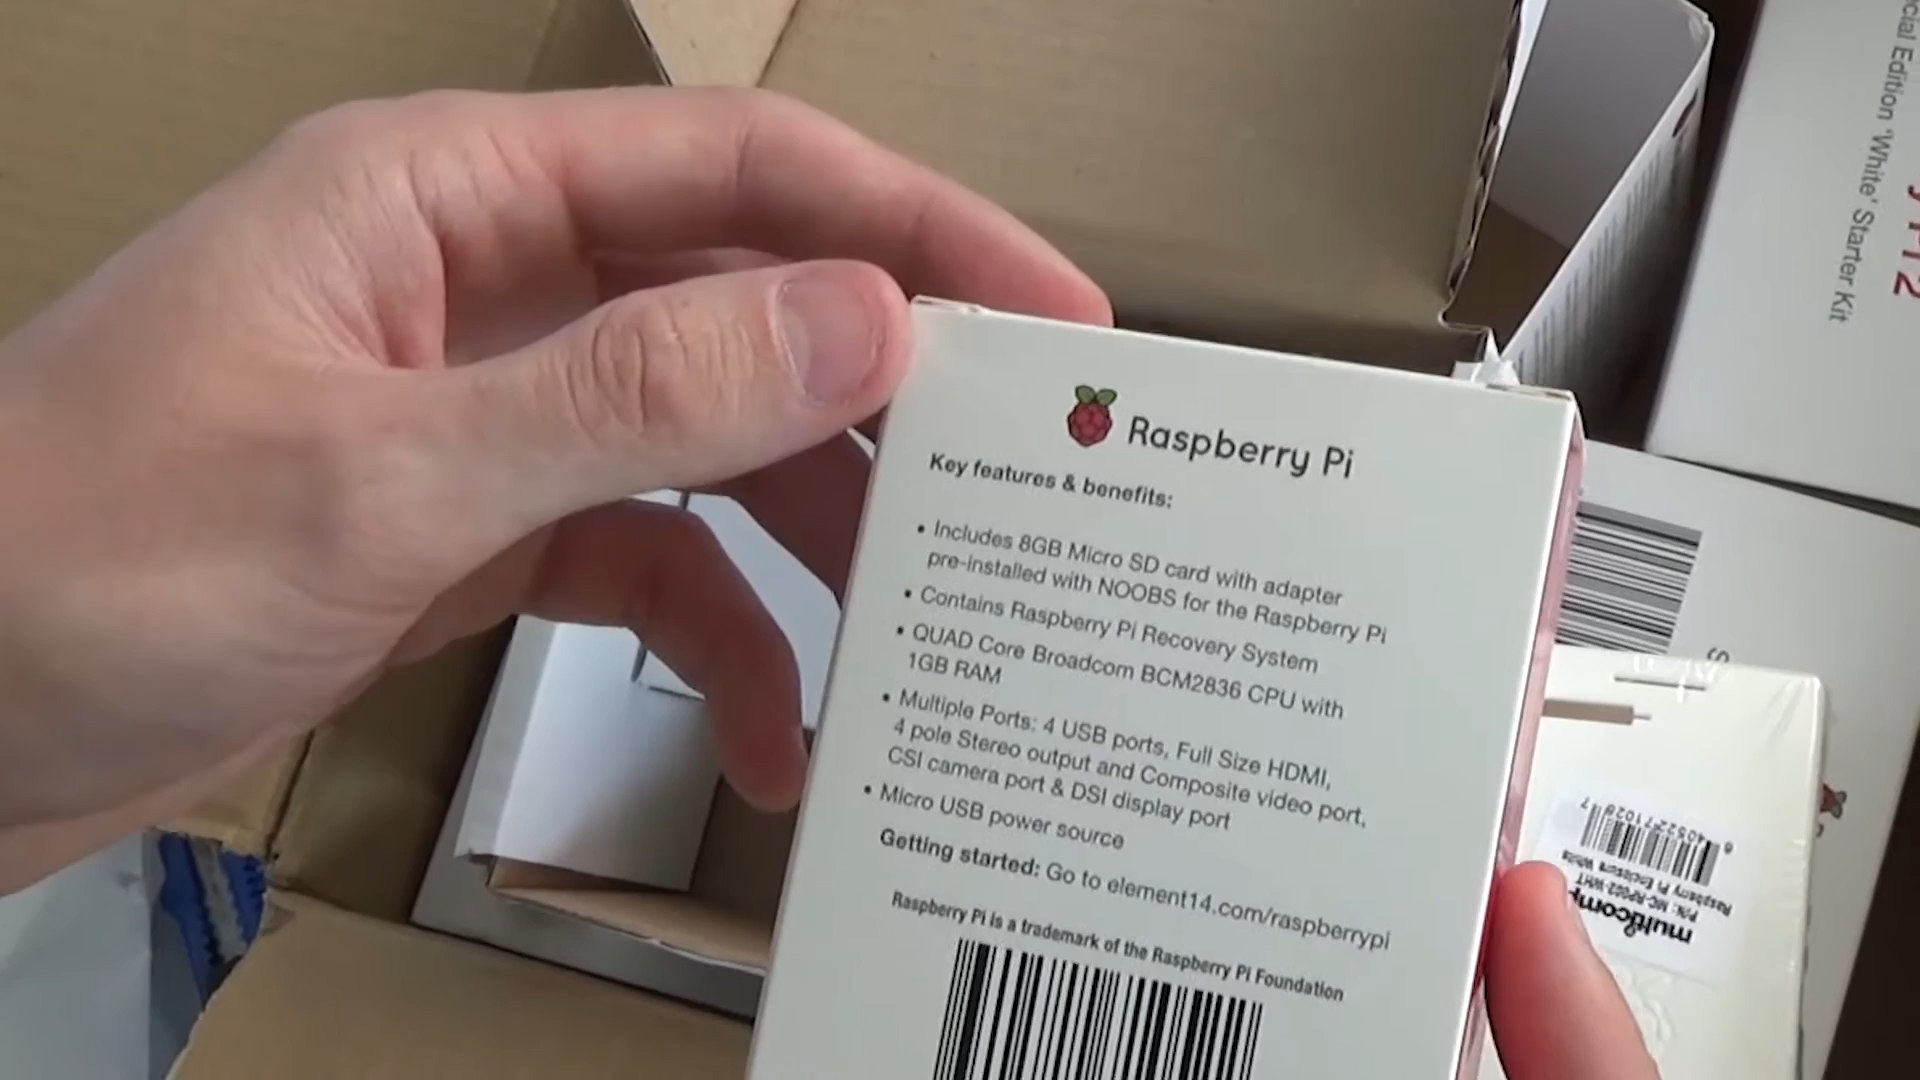 Raspberry Pi
Key features & benefits:
• Includes 8GB Micro SD card with adapter
pre-installed with NOOBS for the Raspberry Pi
• Contains Raspberry Pi Recovery System
• QUAD Core Broadcom BCM2836 CPU with
1GB RAM
• Multiple Ports: 4 USB ports, Full Size HDMI,
4 pole Stereo output and Composite video port,
CSI camera port & DSI display port
• Micro USB power source
Getting started: Go to element14.com/raspberrypi
Raspberry Pi is a trademark of the Raspberry Pi Foundation
Edition 'White' Starter Kit
2
multicomp
P/N: MC-RP002-WHT
Raspberry Pi Enclosure White